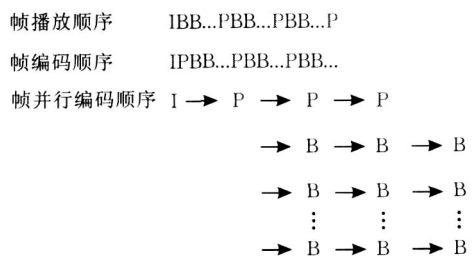 帧播放顺序 IBB...PBB...PBB...P
帧编码顺序 IPBB...PBB...PBB...
帧并行编码顺序 I → P → P → P
→ B → B → B
→ B → B → B
⋮ ⋮ ⋮
→ B → B → B